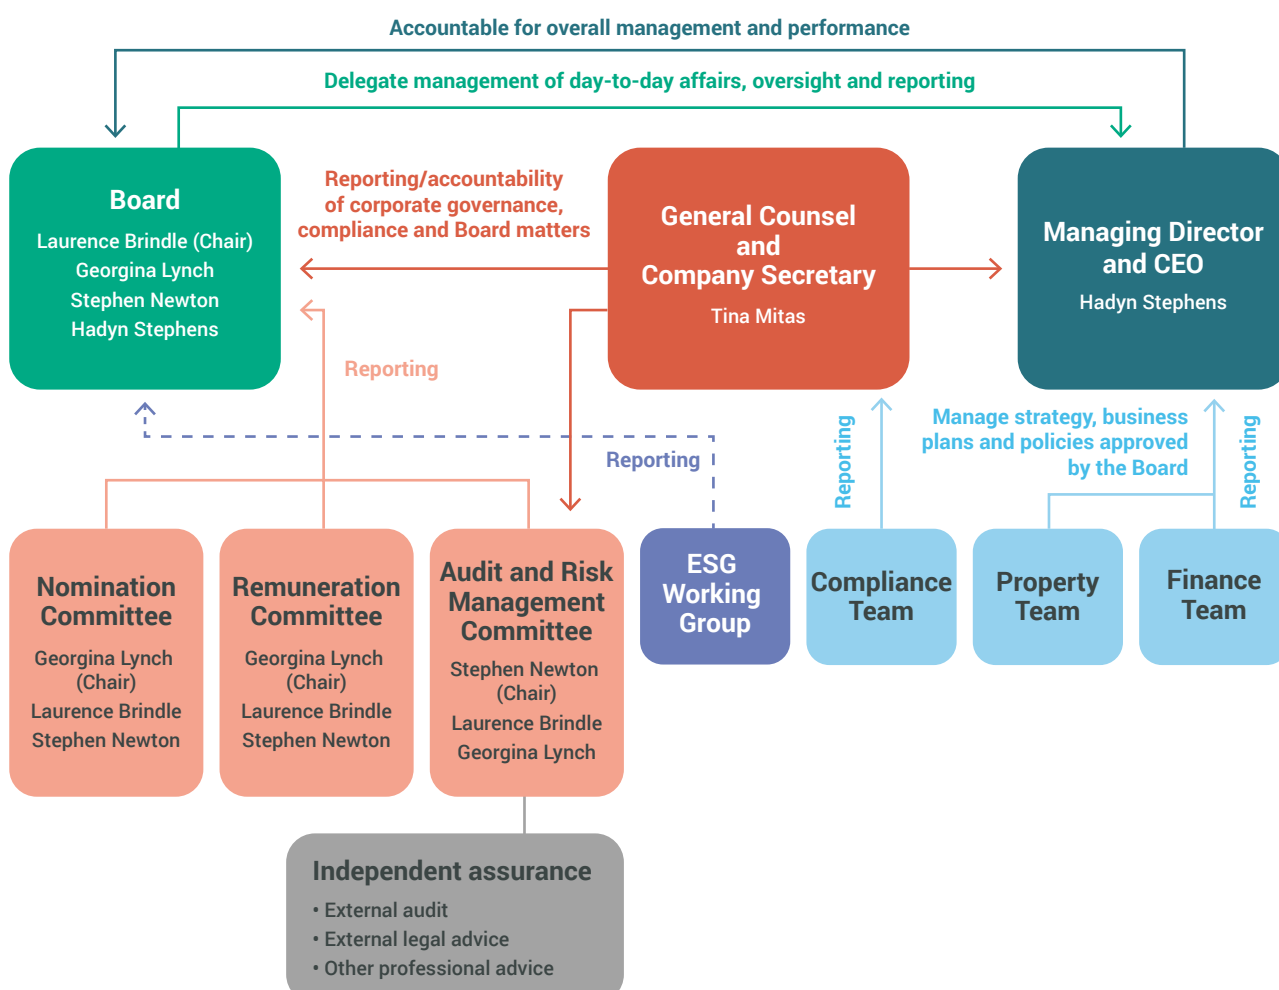 Accountable for overall management and performance
Delegate management of day-to-day affairs, oversight and reporting
Board
Laurence Brindle (Chair)
Georgina Lynch
Stephen Newton
Hadyn Stephens
Reporting/accountability
of corporate governance,
compliance and Board matters
General Counsel
and
Company Secretary
Tina Mitas
Managing Director
and CEO
Hadyn Stephens
Reporting
Reporting
Reporting
Manage strategy, business
plans and policies approved
by the Board
Reporting
Nomination
Committee
Georgina Lynch
(Chair)
Laurence Brindle
Stephen Newton
Remuneration
Committee
Georgina Lynch
(Chair)
Laurence Brindle
Stephen Newton
Audit and Risk
Management
Committee
Stephen Newton
(Chair)
Laurence Brindle
Georgina Lynch
ESG
Working
Group
Compliance
Team
Property
Team
Finance
Team
Independent assurance
• External audit
• External legal advice
• Other professional advice